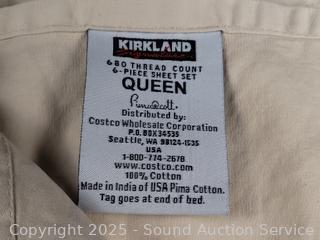 KIRKLAND
Signature
680 THREAD COUNT
6-PIECE SHEET SET
QUEEN
Pimacott.
Distributed by:
Costco Wholesale Corporation
P.O. BOX 34535
Seattle, WA 98124-1535
USA
1-800-774-2678
www.costco.com
100% Cotton
Made in India of USA Pima Cotton.
Tag goes at end of bed.
Copyright © 2025 - Sound Auction Service